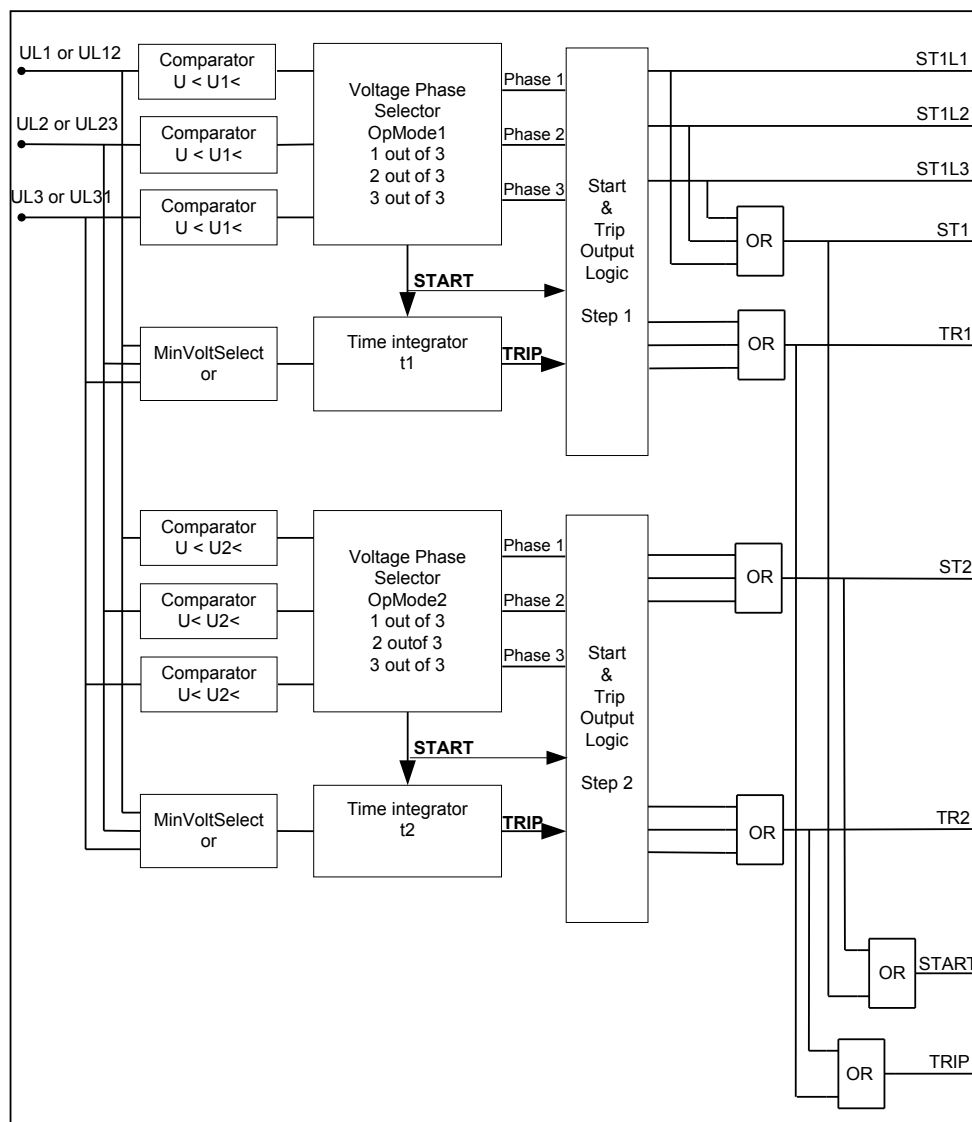 UL1 or UL12
Comparator
U < U1<
UL2 or UL23
Comparator
U < U1<
UL3 or UL31
Comparator
U < U1<
Voltage Phase
Selector
OpMode1
1 out of 3
2 out of 3
3 out of 3
Phase 1
Phase 2
Phase 3
Start
&
Trip
Output
Logic
Step 1
ST1L1
ST1L2
ST1L3
OR
ST1
START
MinVoltSelect
or
Time integrator
t1
TRIP
OR
TR1
Comparator
U < U2<
Comparator
U< U2<
Comparator
U< U2<
Voltage Phase
Selector
OpMode2
1 out of 3
2 outof 3
3 out of 3
Phase 1
Phase 2
Phase 3
Start
&
Trip
Output
Logic
Step 2
OR
ST2
START
MinVoltSelect
or
Time integrator
t2
TRIP
OR
TR2
OR
START
OR
TRIP